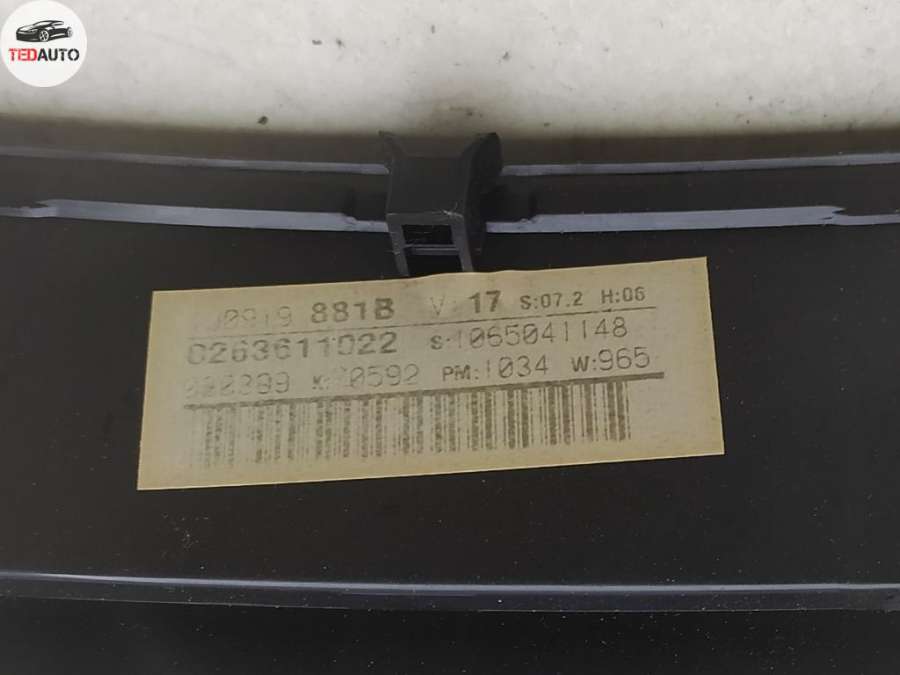 TEDAUTO
881B V: 17 S:07.2 H:06
0263611022 S:1065041148
PM:1034 W:965